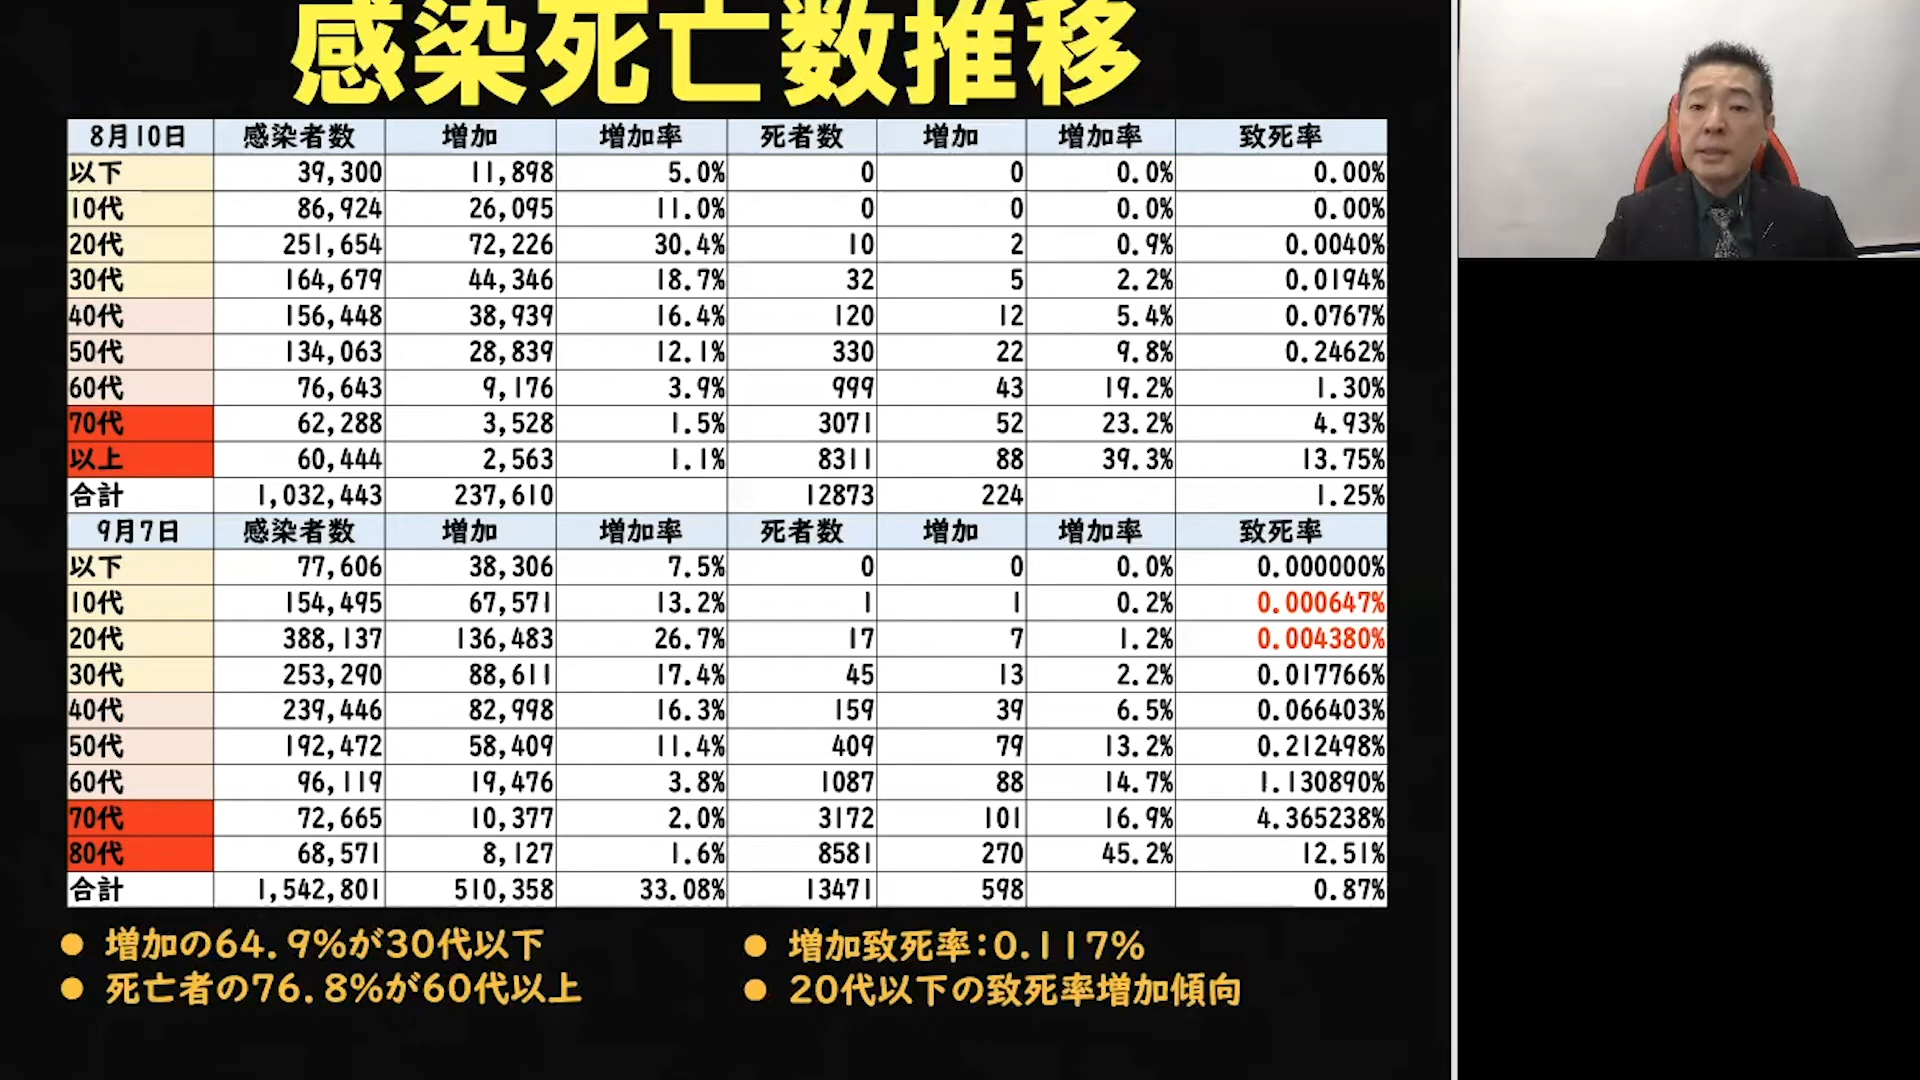 感染死亡数推移
8月10日 感染者数 増加 増加率 死者数 増加 増加率 致死率
以下 39,300 11,898 5.0% 0 0 0.0% 0.00%
10代 86,924 26,095 11.0% 0 0 0.0% 0.00%
20代 251,654 72,226 30.4% 10 2 0.9% 0.0040%
30代 164,679 44,346 18.7% 32 5 2.2% 0.0194%
40代 156,448 38,939 16.4% 120 12 5.4% 0.0767%
50代 134,063 28,839 12.1% 330 22 9.8% 0.2462%
60代 76,643 9,176 3.9% 999 43 19.2% 1.30%
70代 62,288 3,528 1.5% 3071 52 23.2% 4.93%
以上 60,444 2,563 1.1% 8311 88 39.3% 13.75%
合計 1,032,443 237,610 12873 224 1.25%
9月7日 感染者数 増加 増加率 死者数 増加 増加率 致死率
以下 77,606 38,306 7.5% 0 0 0.0% 0.000000%
10代 154,495 67,571 13.2% 1 1 0.2% 0.000647%
20代 388,137 136,483 26.7% 17 7 1.2% 0.004380%
30代 253,290 88,611 17.4% 45 13 2.2% 0.017766%
40代 239,446 82,998 16.3% 159 39 6.5% 0.066403%
50代 192,472 58,409 11.4% 409 79 13.2% 0.212498%
60代 96,119 19,476 3.8% 1087 88 14.7% 1.130890%
70代 72,665 10,377 2.0% 3172 101 16.9% 4.365238%
80代 68,571 8,127 1.6% 8581 270 45.2% 12.51%
合計 1,542,801 510,358 33.08% 13471 598 0.87%
● 増加の64.9%が30代以下
● 死亡者の76.8%が60代以上
● 増加致死率:0.117%
● 20代以下の致死率増加傾向